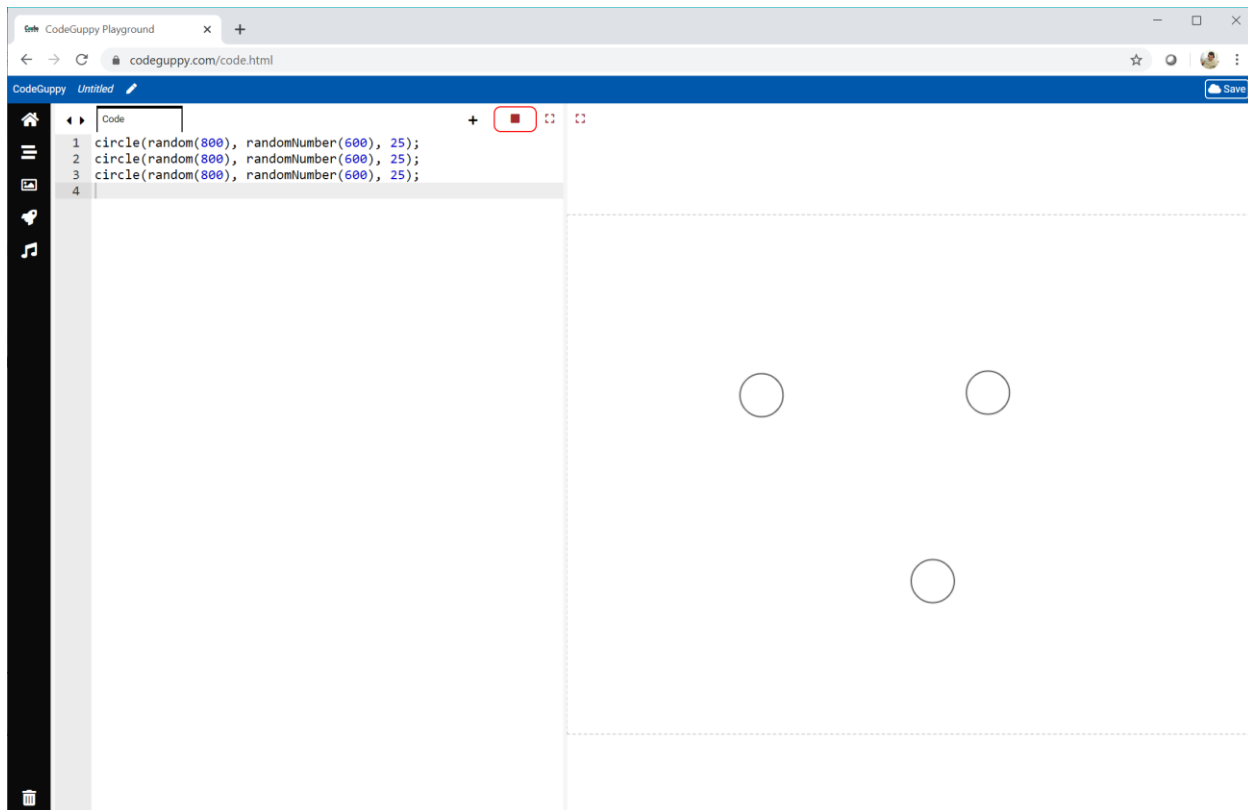 Code CodeGuppy Playground
codeguppy.com/code.html
CodeGuppy Untitled Save
Code
1 circle(random(800), randomNumber(600), 25);
2 circle(random(800), randomNumber(600), 25);
3 circle(random(800), randomNumber(600), 25);
4